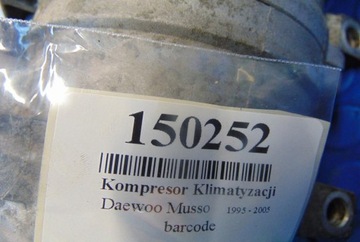 150252
Kompresor Klimatyzacji
Daewoo Musso 1995 - 2005
barcode